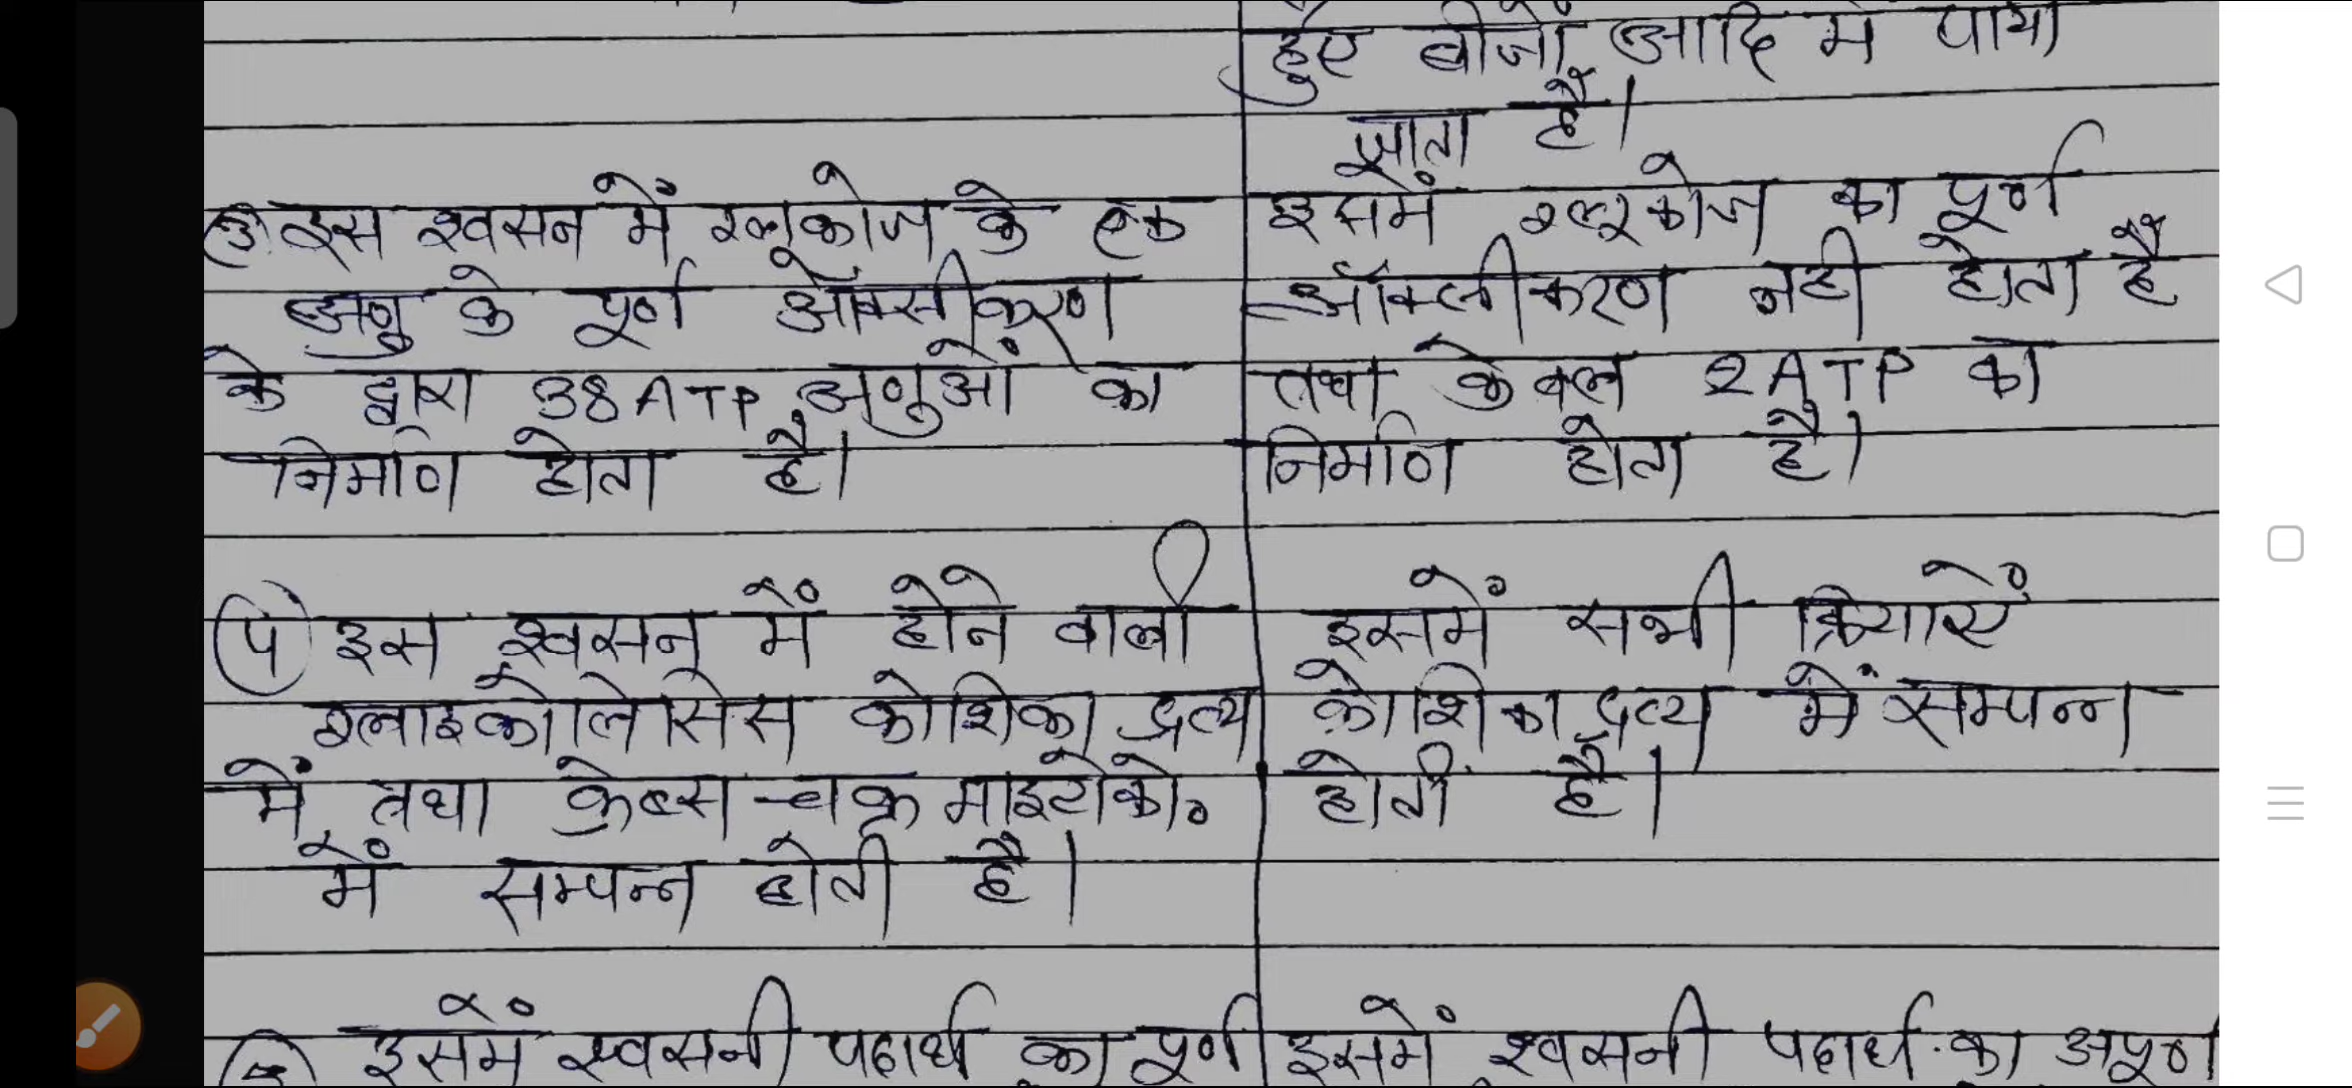 हुए बीजों आदि में पाया
जाता है।
③ इस श्वसन में ग्लूकोज के एक
अणु के पूर्ण ऑक्सीकरण
के द्वारा 38 ATP अणुओं का
निर्माण होता है।
इसमें ग्लूकोज का पूर्ण
ऑक्सीकरण नही होता है
तथा केवल 2 ATP का
निर्माण होता है।
④ इस श्वसन में होने वाली
ग्लाइकोलिसिस कोशिका द्रव्य
में तथा क्रेब्स-चक्र माइटोको०
में सम्पन्न होती है।
इसमें सभी क्रियाएें
कोशिका द्रव्य में सम्पन्न
होती है।
इसमें श्वसनी पदार्थ का पूर्ण
इसमें श्वसनी पदार्थ का अपूर्ण